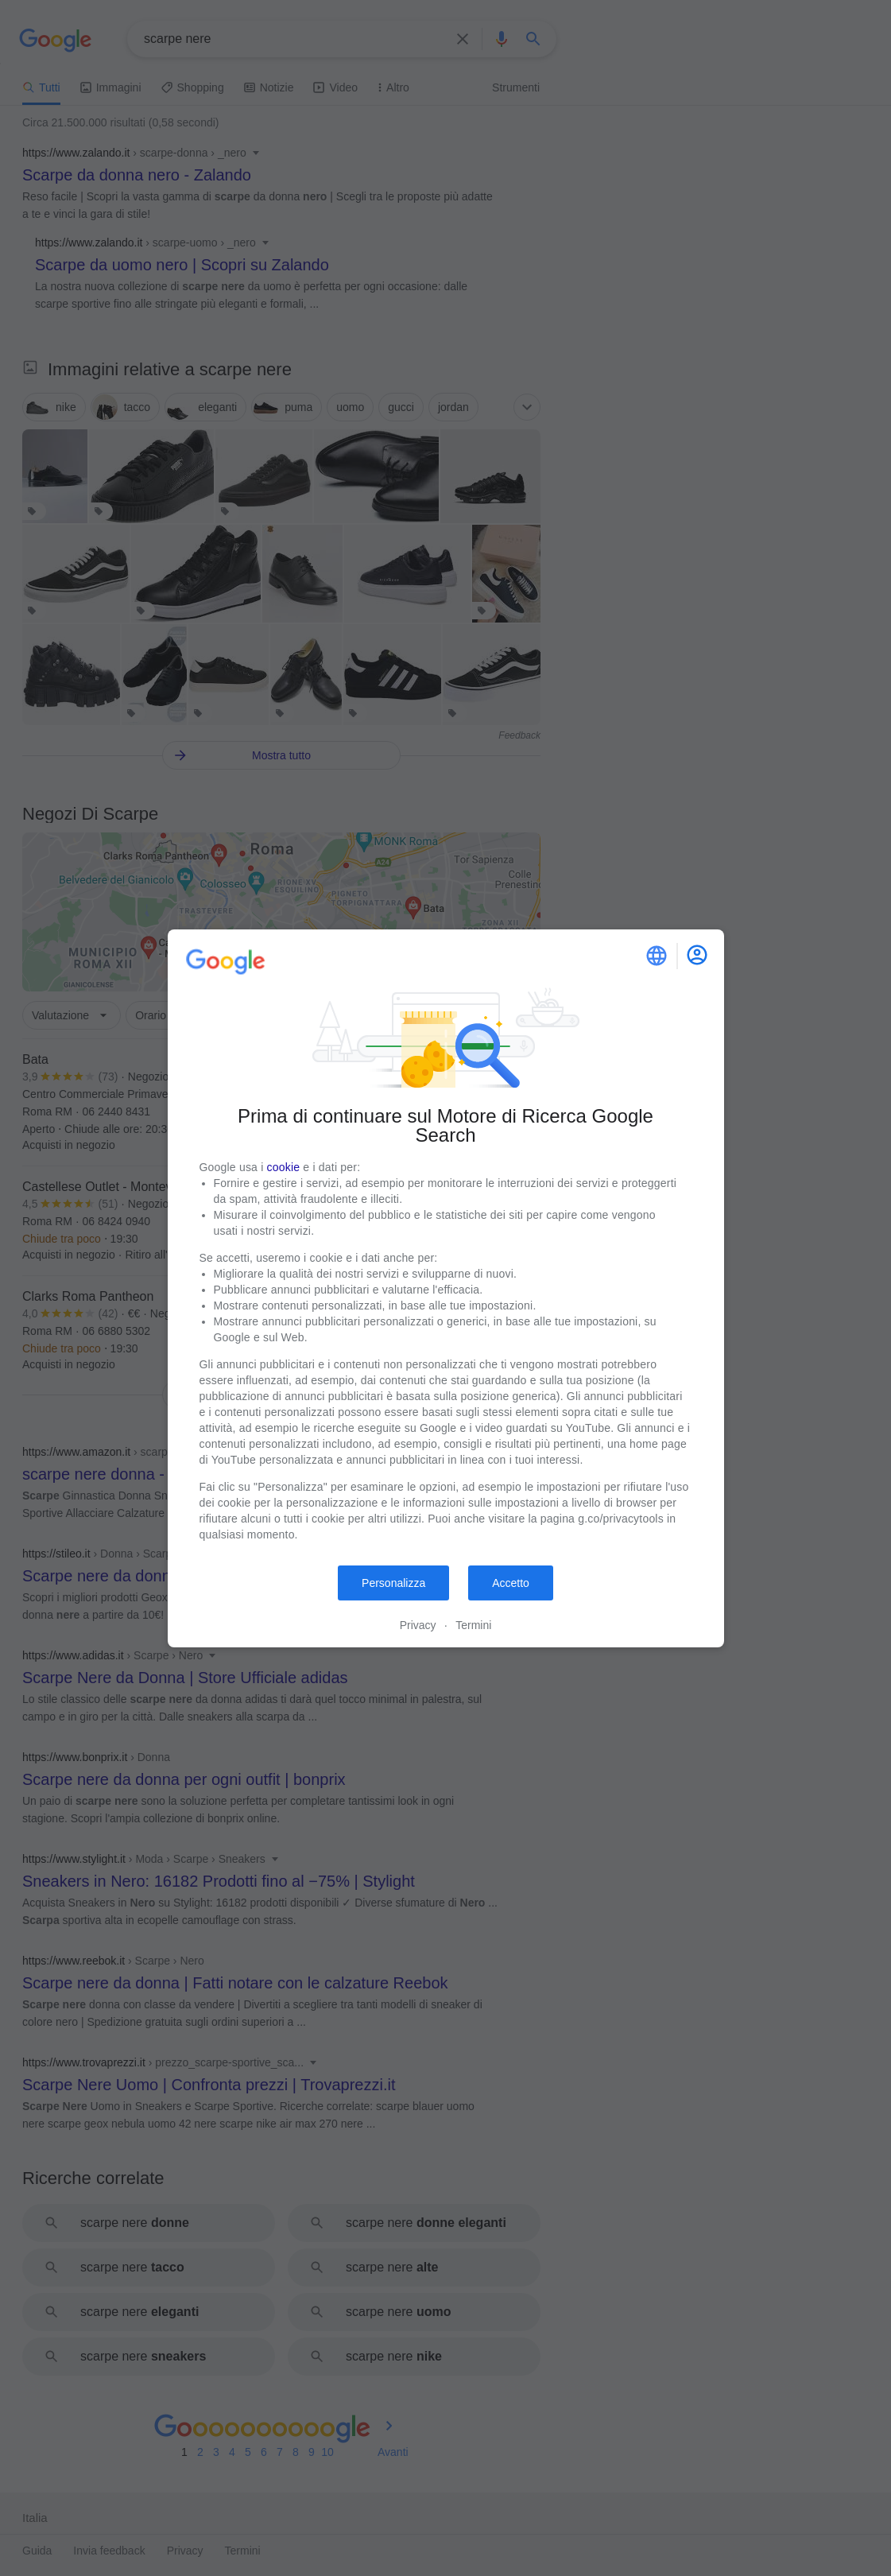 Google
scarpe nere
Tutti
Immagini
Shopping
Notizie
Video
Altro
Strumenti
Circa 21.500.000 risultati (0,58 secondi)
https://www.zalando.it › scarpe-donna › _nero
Scarpe da donna nero - Zalando
Reso facile | Scopri la vasta gamma di scarpe da donna nero | Scegli tra le proposte più adatte
a te e vinci la gara di stile!
https://www.zalando.it › scarpe-uomo › _nero
Scarpe da uomo nero | Scopri su Zalando
La nostra nuova collezione di scarpe nere da uomo è perfetta per ogni occasione: dalle
scarpe sportive fino alle stringate più eleganti e formali, ...
Immagini relative a scarpe nere
nike
tacco
eleganti
puma
uomo
gucci
jordan
Feedback
Mostra tutto
Negozi Di Scarpe
MONK Roma
Roma
Clarks Roma Pantheon
A24
Tor Sapienza
Belvedere del Gianicolo
Colosseo
RIONE XV
ESQUILINO
Colle
Prenestino
PIGNETO
TORPIGNATTARA
TRASTEVERE
Bata
ZONA XII
MUNICIPIO
ROMA XII
GIANICOLENSE
Valutazione
Orario
Bata
3,9 ★★★★★ (73) · Negozio
Centro Commerciale Primave
Roma RM · 06 2440 8431
Aperto · Chiude alle ore: 20:3
Acquisti in negozio
Castellese Outlet - Montev
4,5 ★★★★★ (51) · Negozio
Roma RM · 06 8424 0940
Chiude tra poco · 19:30
Acquisti in negozio · Ritiro all'
Clarks Roma Pantheon
4,0 ★★★★★ (42) · €€ · Neg
Roma RM · 06 6880 5302
Chiude tra poco · 19:30
Acquisti in negozio
Google
Prima di continuare sul Motore di Ricerca Google
Search
Google usa i cookie e i dati per:
• Fornire e gestire i servizi, ad esempio per monitorare le interruzioni dei servizi e proteggerti
da spam, attività fraudolente e illeciti.
• Misurare il coinvolgimento del pubblico e le statistiche dei siti per capire come vengono
usati i nostri servizi.
Se accetti, useremo i cookie e i dati anche per:
• Migliorare la qualità dei nostri servizi e svilupparne di nuovi.
• Pubblicare annunci pubblicitari e valutarne l'efficacia.
• Mostrare contenuti personalizzati, in base alle tue impostazioni.
• Mostrare annunci pubblicitari personalizzati o generici, in base alle tue impostazioni, su
Google e sul Web.
Gli annunci pubblicitari e i contenuti non personalizzati che ti vengono mostrati potrebbero
essere influenzati, ad esempio, dai contenuti che stai guardando e sulla tua posizione (la
pubblicazione di annunci pubblicitari è basata sulla posizione generica). Gli annunci pubblicitari
e i contenuti personalizzati possono essere basati sugli stessi elementi sopra citati e sulle tue
attività, ad esempio le ricerche eseguite su Google e i video guardati su YouTube. Gli annunci e i
contenuti personalizzati includono, ad esempio, consigli e risultati più pertinenti, una home page
di YouTube personalizzata e annunci pubblicitari in linea con i tuoi interessi.
Fai clic su "Personalizza" per esaminare le opzioni, ad esempio le impostazioni per rifiutare l'uso
dei cookie per la personalizzazione e le informazioni sulle impostazioni a livello di browser per
rifiutare alcuni o tutti i cookie per altri utilizzi. Puoi anche visitare la pagina g.co/privacytools in
qualsiasi momento.
Personalizza
Accetto
Privacy · Termini
https://www.amazon.it › scarp
scarpe nere donna -
Scarpe Ginnastica Donna Sn
Sportive Allacciare Calzature
https://stileo.it › Donna › Scarp
Scarpe nere da donn
Scopri i migliori prodotti Geox
donna nere a partire da 10€!
https://www.adidas.it › Scarpe › Nero
Scarpe Nere da Donna | Store Ufficiale adidas
Lo stile classico delle scarpe nere da donna adidas ti darà quel tocco minimal in palestra, sul
campo e in giro per la città. Dalle sneakers alla scarpa da ...
https://www.bonprix.it › Donna
Scarpe nere da donna per ogni outfit | bonprix
Un paio di scarpe nere sono la soluzione perfetta per completare tantissimi look in ogni
stagione. Scopri l'ampia collezione di bonprix online.
https://www.stylight.it › Moda › Scarpe › Sneakers
Sneakers in Nero: 16182 Prodotti fino al −75% | Stylight
Acquista Sneakers in Nero su Stylight: 16182 prodotti disponibili ✓ Diverse sfumature di Nero ...
Scarpa sportiva alta in ecopelle camouflage con strass.
https://www.reebok.it › Scarpe › Nero
Scarpe nere da donna | Fatti notare con le calzature Reebok
Scarpe nere donna con classe da vendere | Divertiti a scegliere tra tanti modelli di sneaker di
colore nero | Spedizione gratuita sugli ordini superiori a ...
https://www.trovaprezzi.it › prezzo_scarpe-sportive_sca...
Scarpe Nere Uomo | Confronta prezzi | Trovaprezzi.it
Scarpe Nere Uomo in Sneakers e Scarpe Sportive. Ricerche correlate: scarpe blauer uomo
nere scarpe geox nebula uomo 42 nere scarpe nike air max 270 nere ...
Ricerche correlate
scarpe nere donne
scarpe nere donne eleganti
scarpe nere tacco
scarpe nere alte
scarpe nere eleganti
scarpe nere uomo
scarpe nere sneakers
scarpe nere nike
Goooooooooogle
1 2 3 4 5 6 7 8 9 10 Avanti
Italia
Guida
Invia feedback
Privacy
Termini